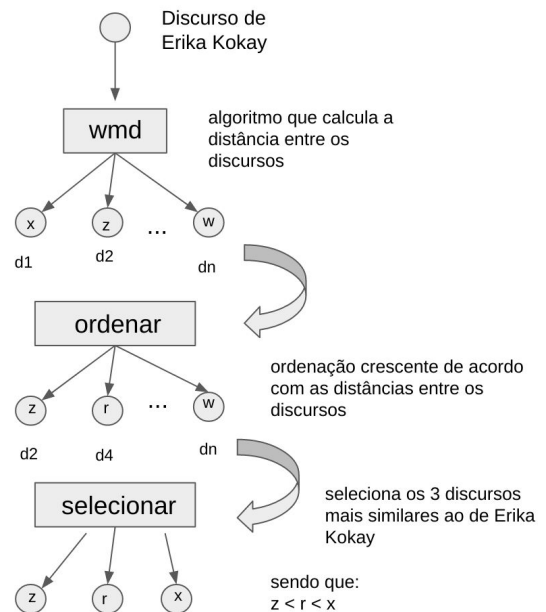 Discurso de
Erika Kokay
wmd
algoritmo que calcula a
distância entre os
discursos
x
z
...
w
d1
d2
dn
ordenar
ordenação crescente de acordo
com as distâncias entre os
discursos
z
r
...
w
d2
d4
dn
selecionar
seleciona os 3 discursos
mais similares ao de Erika
Kokay
z
r
x
sendo que:
z < r < x